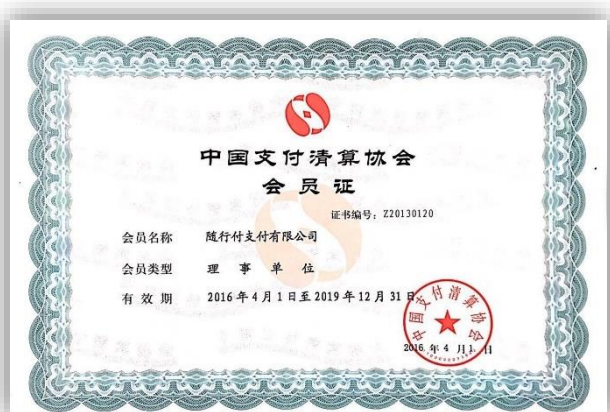 中国支付清算协会
会员证
证书编号：Z20130120
会员名称 随行付支付有限公司
会员类型 理事单位
有效期 2016年4月1日至2019年12月31日
中国支付清算协会
2016年4月1日